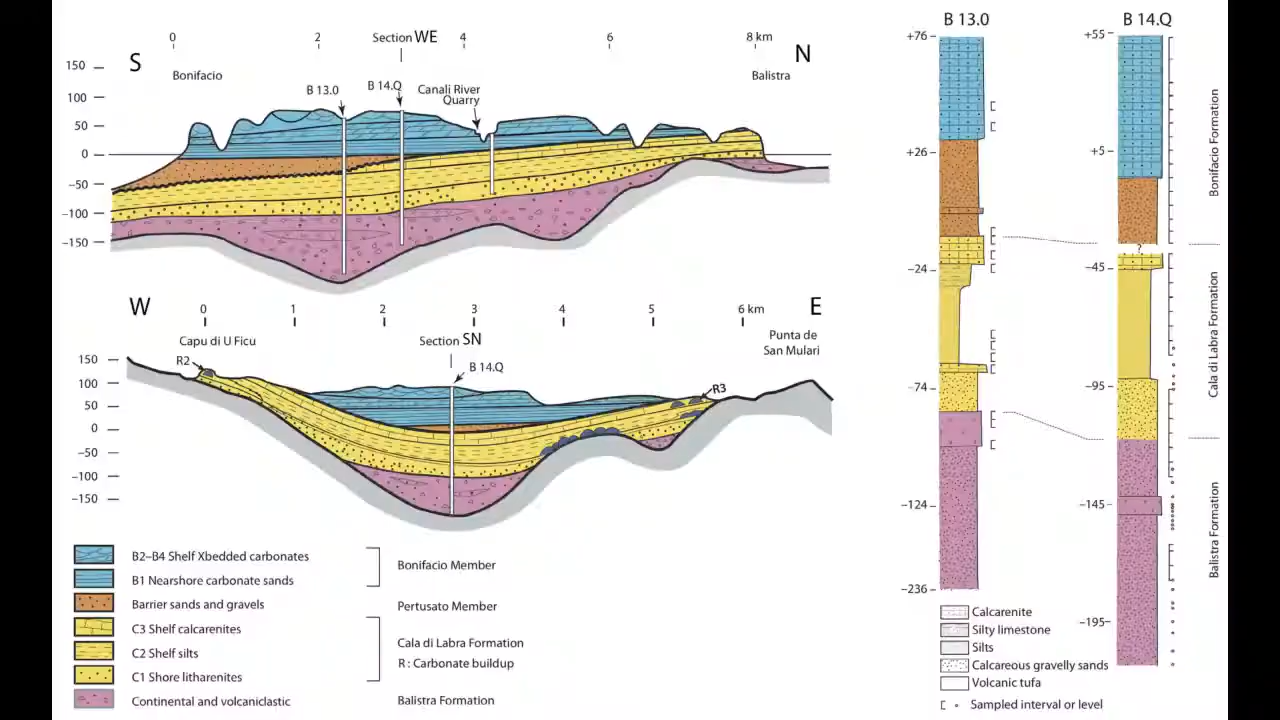 0 2 Section WE 4 6 8 km
S N
Bonifacio Balistra
B 13.0 B 14.Q Canali River
Quarry
150
100
50
0
−50
−100
−150
W 0 1 2 3 4 5 6 km E
Capu di U Ficu Section SN Punta de
San Mulari
R2 B 14.Q R3
150
100
50
0
−50
−100
−150
B2–B4 Shelf Xbedded carbonates
B1 Nearshore carbonate sands
Bonifacio Member
Barrier sands and gravels
Pertusato Member
C3 Shelf calcarenites
C2 Shelf silts
C1 Shore litharenites
Cala di Labra Formation
R : Carbonate buildup
Continental and volcaniclastic
Balistra Formation
B 13.0
+76
+26
−24
−74
−124
−236
B 14.Q
+55
+5
?
−45
−95
−145
−195
Bonifacio Formation
Cala di Labra Formation
Balistra Formation
Calcarenite
Silty limestone
Silts
Calcareous gravelly sands
Volcanic tufa
Sampled interval or level